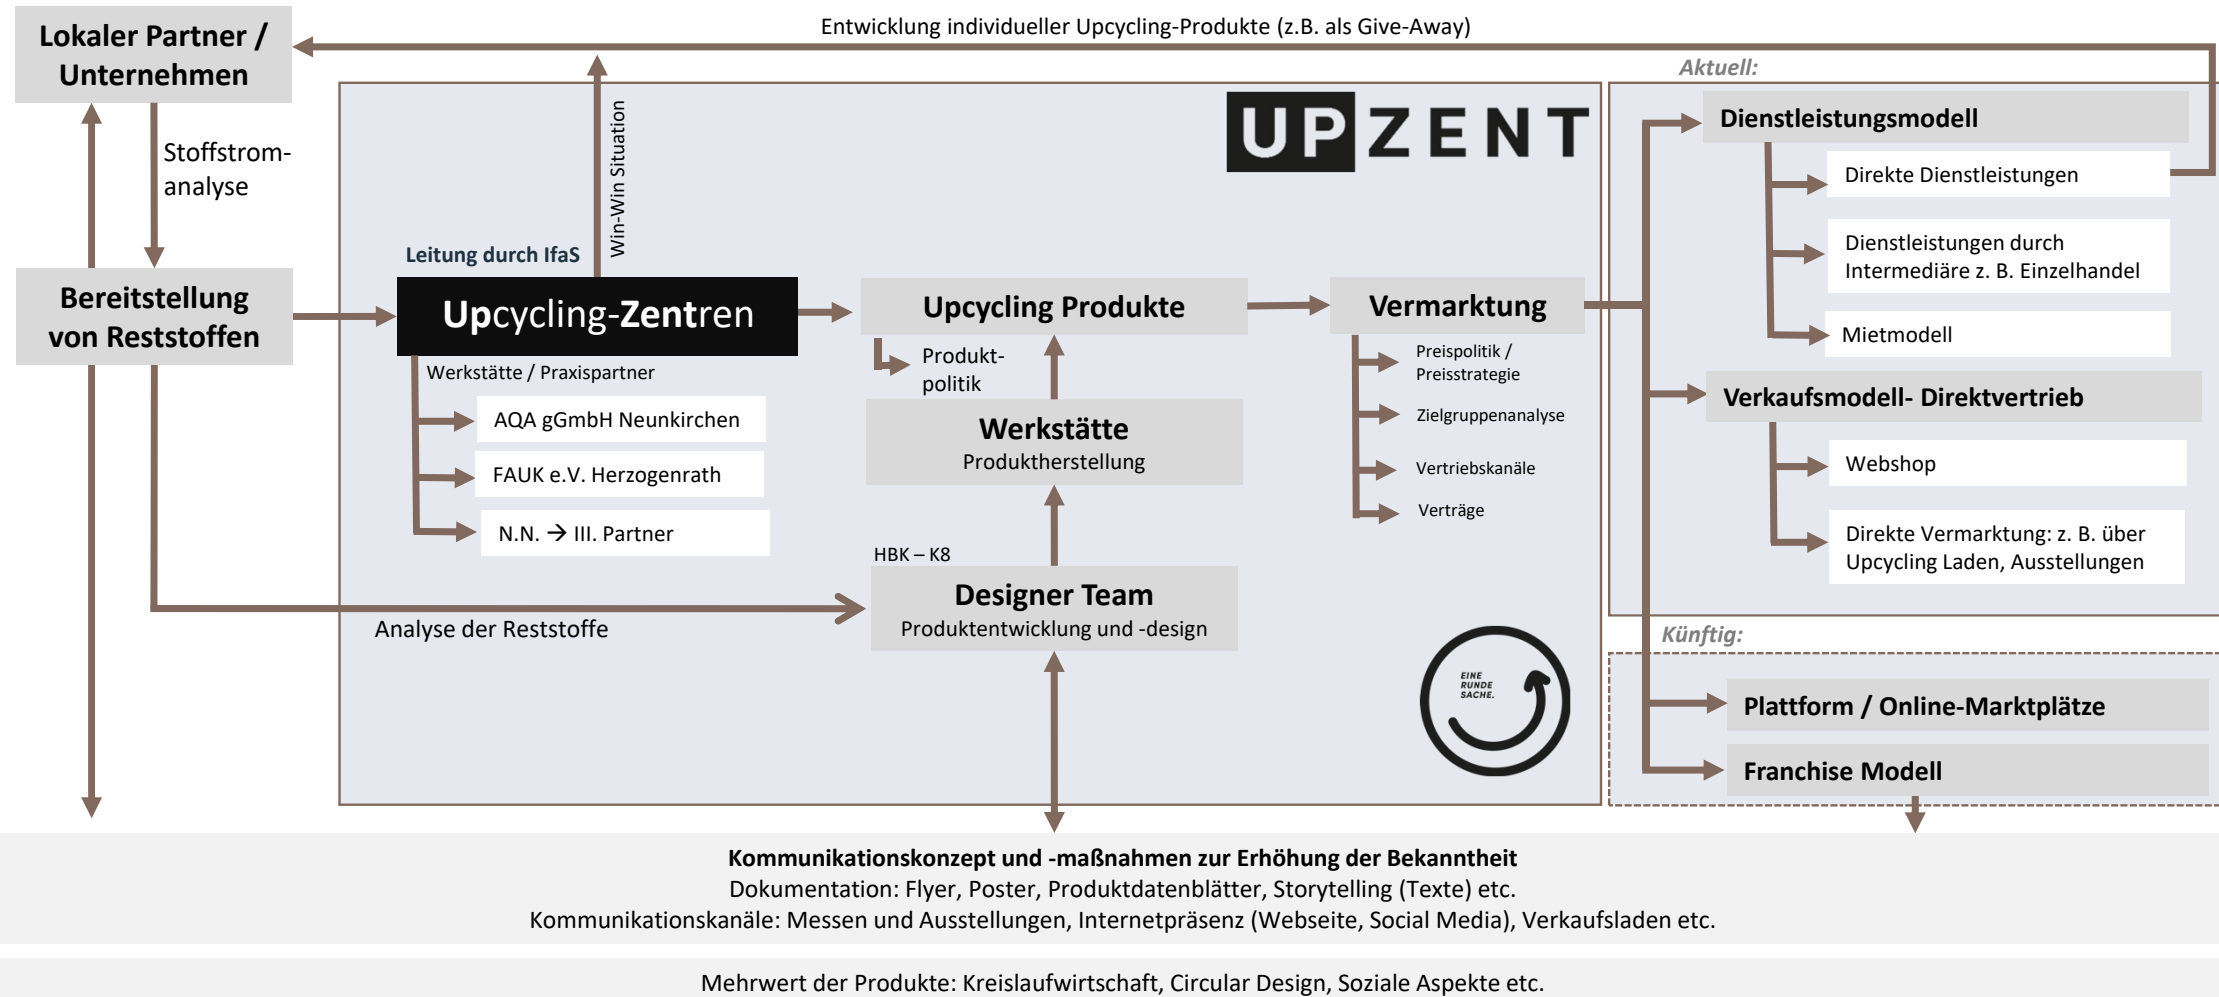 Entwicklung individueller Upcycling-Produkte (z.B. als Give-Away)
Lokaler Partner /
Unternehmen
Stoffstrom-
analyse
Bereitstellung
von Reststoffen
Win-Win Situation
UPZENT
Leitung durch IfaS
Upcycling-Zentren
Werkstätte / Praxispartner
AQA gGmbH Neunkirchen
FAUK e.V. Herzogenrath
N.N. → III. Partner
Analyse der Reststoffe
Upcycling Produkte
Produkt-
politik
Werkstätte
Produktherstellung
HBK – K8
Designer Team
Produktentwicklung und -design
Vermarktung
Preispolitik /
Preisstrategie
Zielgruppenanalyse
Vertriebskanäle
Verträge
EINE
RUNDE
SACHE.
Aktuell:
Dienstleistungsmodell
Direkte Dienstleistungen
Dienstleistungen durch
Intermediäre z. B. Einzelhandel
Mietmodell
Verkaufsmodell- Direktvertrieb
Webshop
Direkte Vermarktung: z. B. über
Upcycling Laden, Ausstellungen
Künftig:
Plattform / Online-Marktplätze
Franchise Modell
Kommunikationskonzept und -maßnahmen zur Erhöhung der Bekanntheit
Dokumentation: Flyer, Poster, Produktdatenblätter, Storytelling (Texte) etc.
Kommunikationskanäle: Messen und Ausstellungen, Internetpräsenz (Webseite, Social Media), Verkaufsladen etc.
Mehrwert der Produkte: Kreislaufwirtschaft, Circular Design, Soziale Aspekte etc.